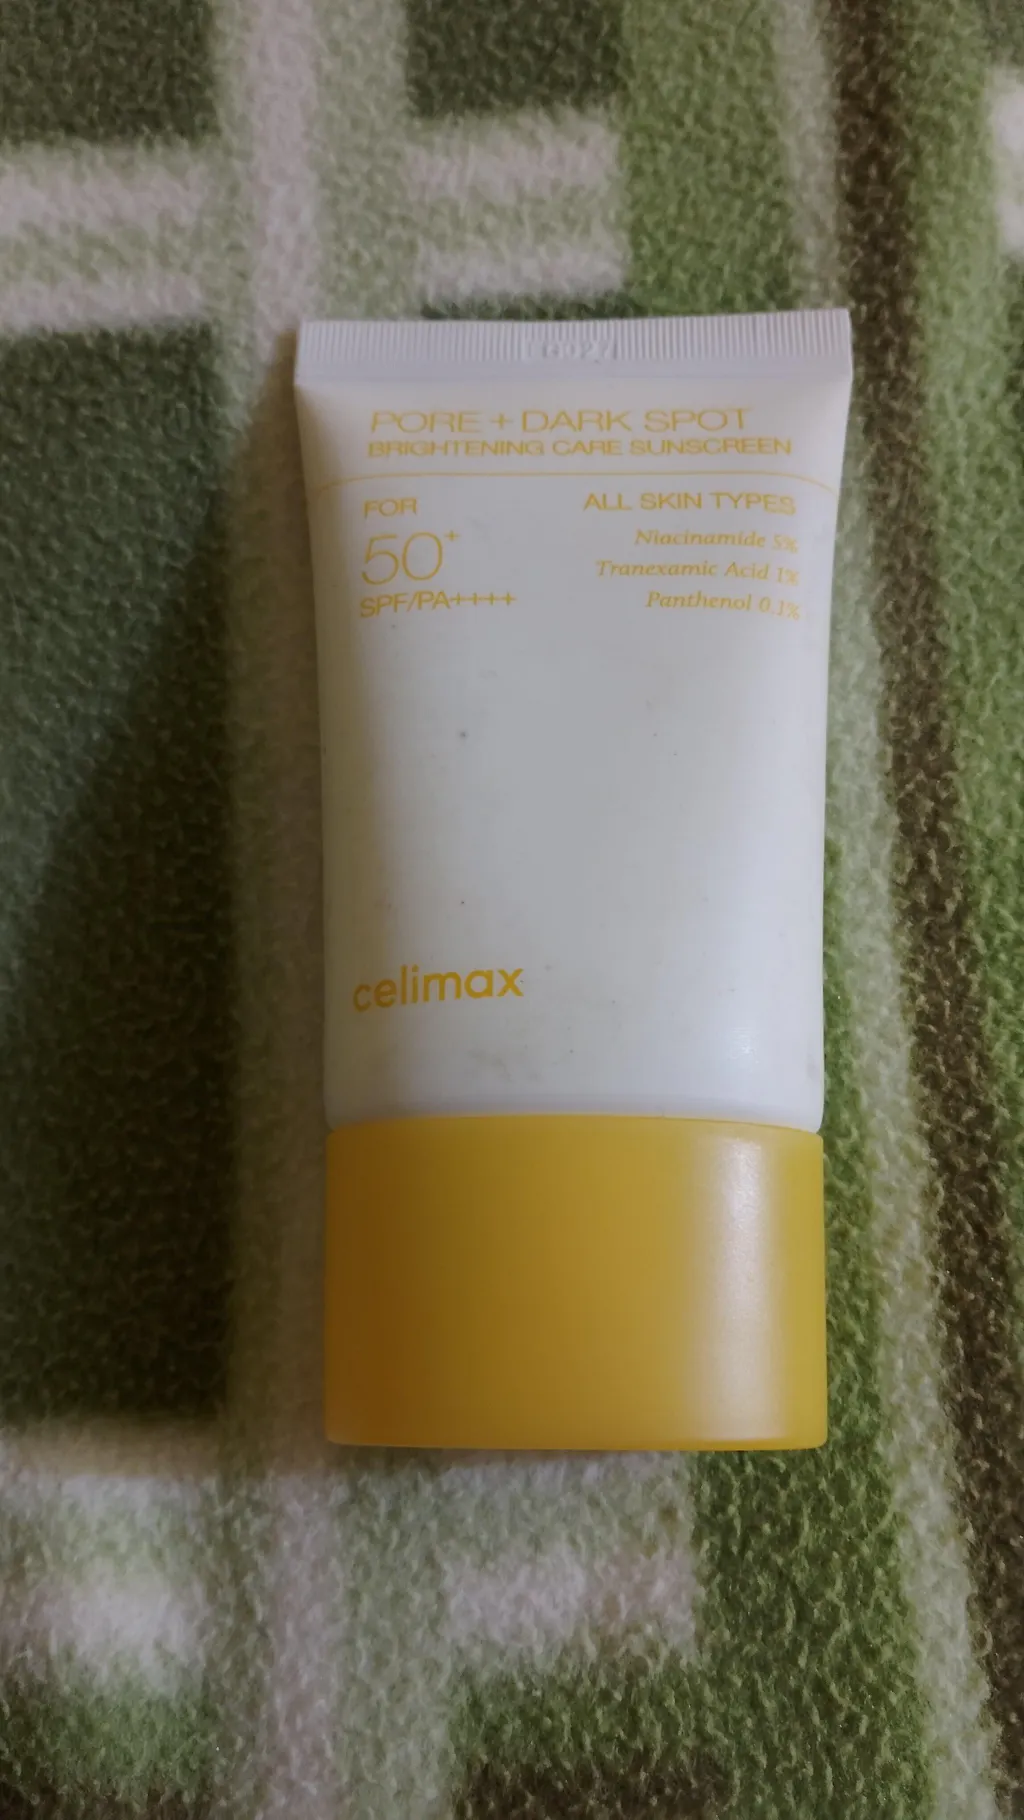 PORE + DARK SPOT
BRIGHTENING CARE SUNSCREEN
FOR
50+
SPF/PA++++
ALL SKIN TYPES
Niacinamide 5%
Tranexamic Acid 1%
Panthenol 0.1%
celimax